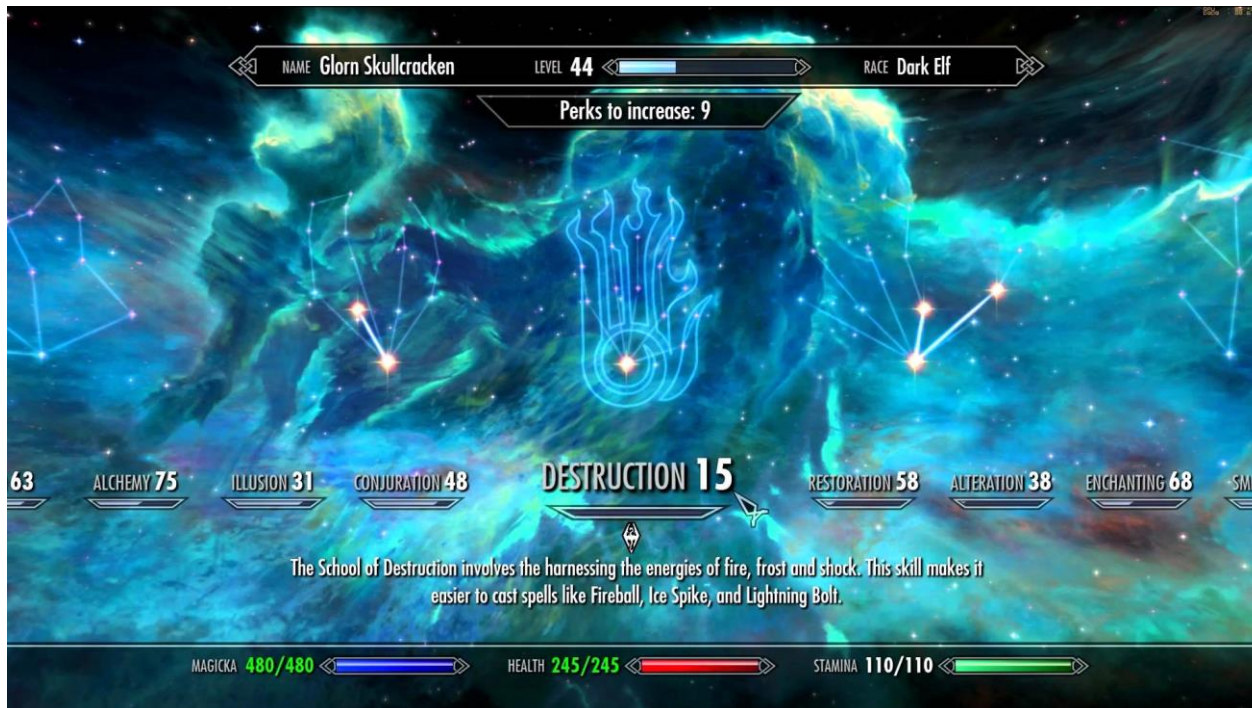 NAME Glorn Skullcracken LEVEL 44 RACE Dark Elf
Perks to increase: 9
63 ALCHEMY 75 ILLUSION 31 CONJURATION 48 DESTRUCTION 15 RESTORATION 58 ALTERATION 38 ENCHANTING 68 SM
The School of Destruction involves the harnessing the energies of fire, frost and shock. This skill makes it
easier to cast spells like Fireball, Ice Spike, and Lightning Bolt.
MAGICKA 480/480 HEALTH 245/245 STAMINA 110/110